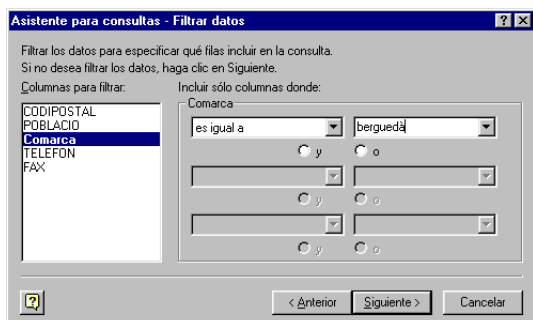 Asistente para consultas - Filtrar datos
Filtrar los datos para especificar qué filas incluir en la consulta.
Si no desea filtrar los datos, haga clic en Siguiente.
Columnas para filtrar:
Incluir sólo columnas donde:
CODIPOSTAL
POBLACIO
Comarca
TELEFON
FAX
Comarca
es igual a
berguedà
y o
y o
y o
< Anterior
Siguiente >
Cancelar